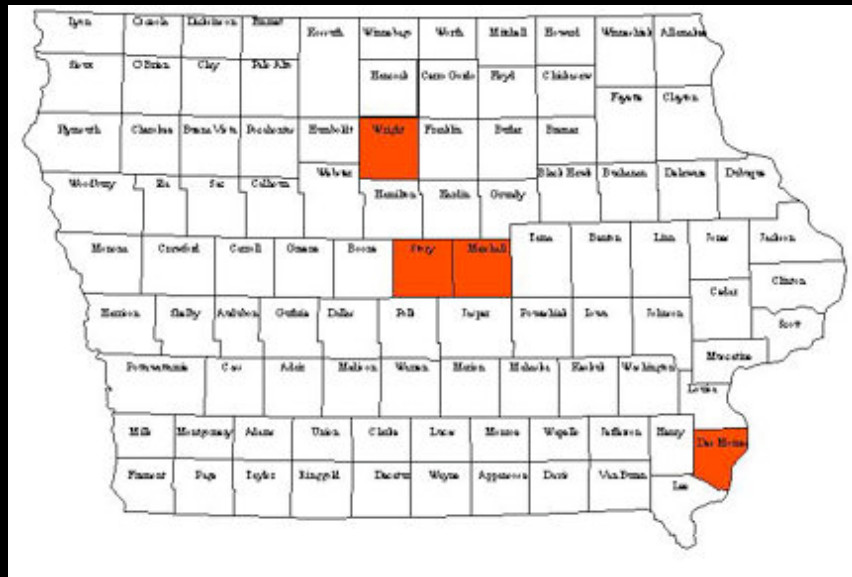 Lyon Osceola Dickinson Emmet Kossuth Winnebago Worth Mitchell Howard Winneshiek Allamakee
Sioux O'Brien Clay Palo Alto Hancock Cerro Gordo Floyd Chickasaw
Fayette Clayton
Plymouth Cherokee Buena Vista Pocahontas Humboldt Wright Franklin Butler Bremer
Woodbury Ida Sac Calhoun Webster Hamilton Hardin Grundy Black Hawk Buchanan Delaware Dubuque
Monona Crawford Carroll Greene Boone Story Marshall Tama Benton Linn Jones Jackson
Cedar Clinton
Harrison Shelby Audubon Guthrie Dallas Polk Jasper Poweshiek Iowa Johnson Scott
Muscatine
Pottawattamie Cass Adair Madison Warren Marion Mahaska Keokuk Washington
Louisa
Mills Montgomery Adams Union Clarke Lucas Monroe Wapello Jefferson Henry Des Moines
Fremont Page Taylor Ringgold Decatur Wayne Appanoose Davis Van Buren Lee